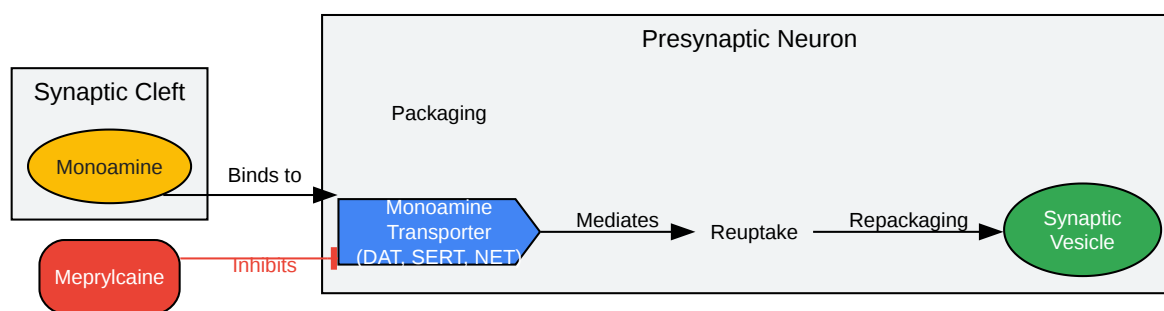 Presynaptic Neuron
Synaptic Cleft
Packaging
Monoamine
Binds to
Monoamine
Transporter
(DAT, SERT, NET)
Mediates
Reuptake
Repackaging
Synaptic
Vesicle
Meprylcaine
Inhibits